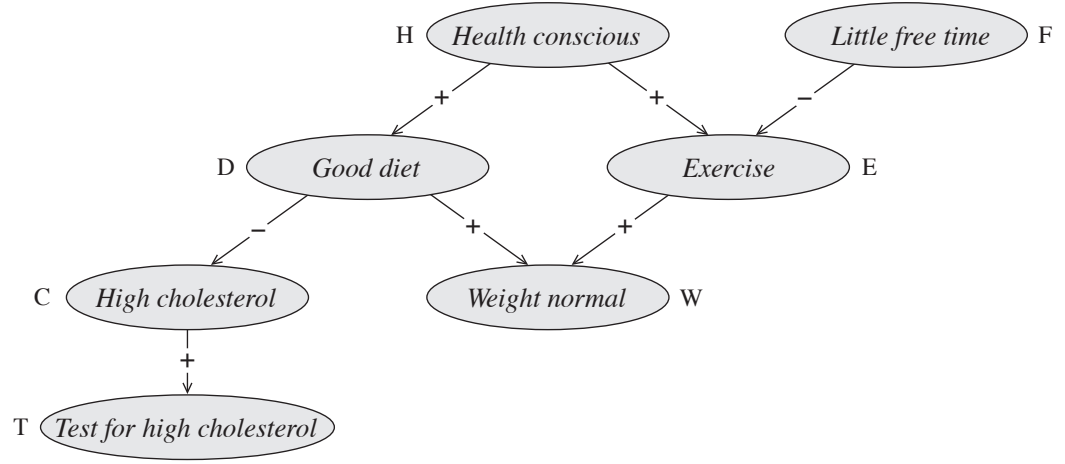 H Health conscious Little free time F
+ + −
D Good diet Exercise E
− + +
C High cholesterol Weight normal W
+
T Test for high cholesterol